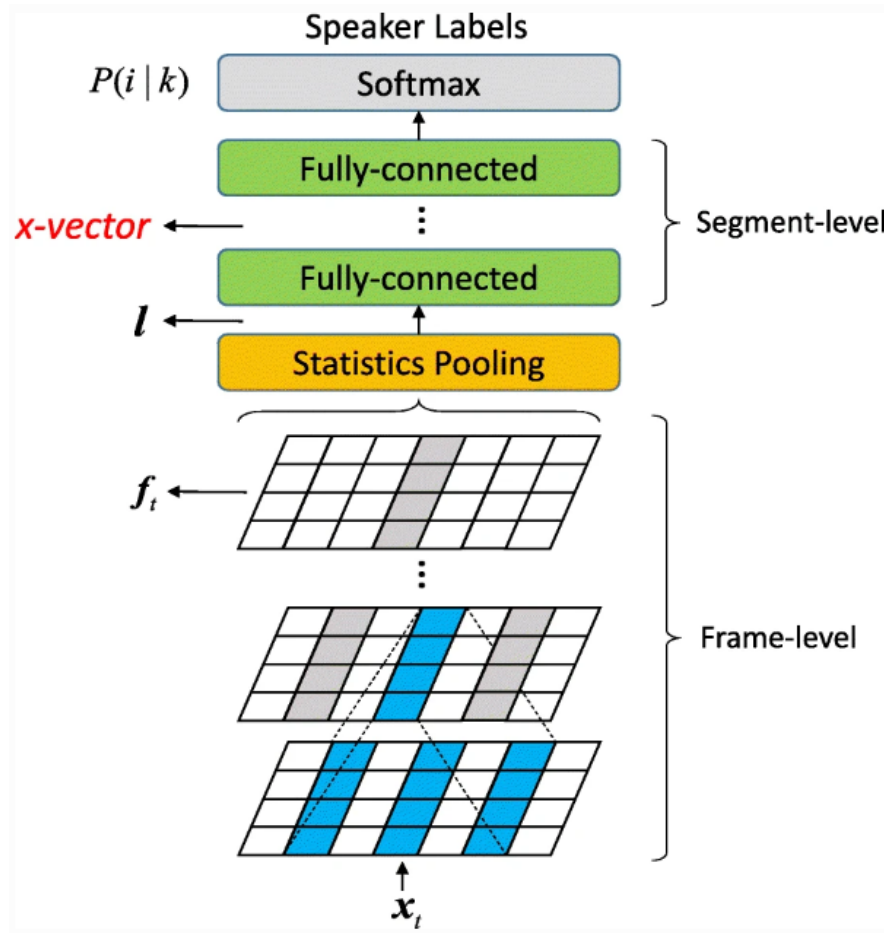 Speaker Labels
P(i | k)
Softmax
Fully-connected
x-vector
⋮
Segment-level
Fully-connected
l
Statistics Pooling
f_t
⋮
Frame-level
x_t